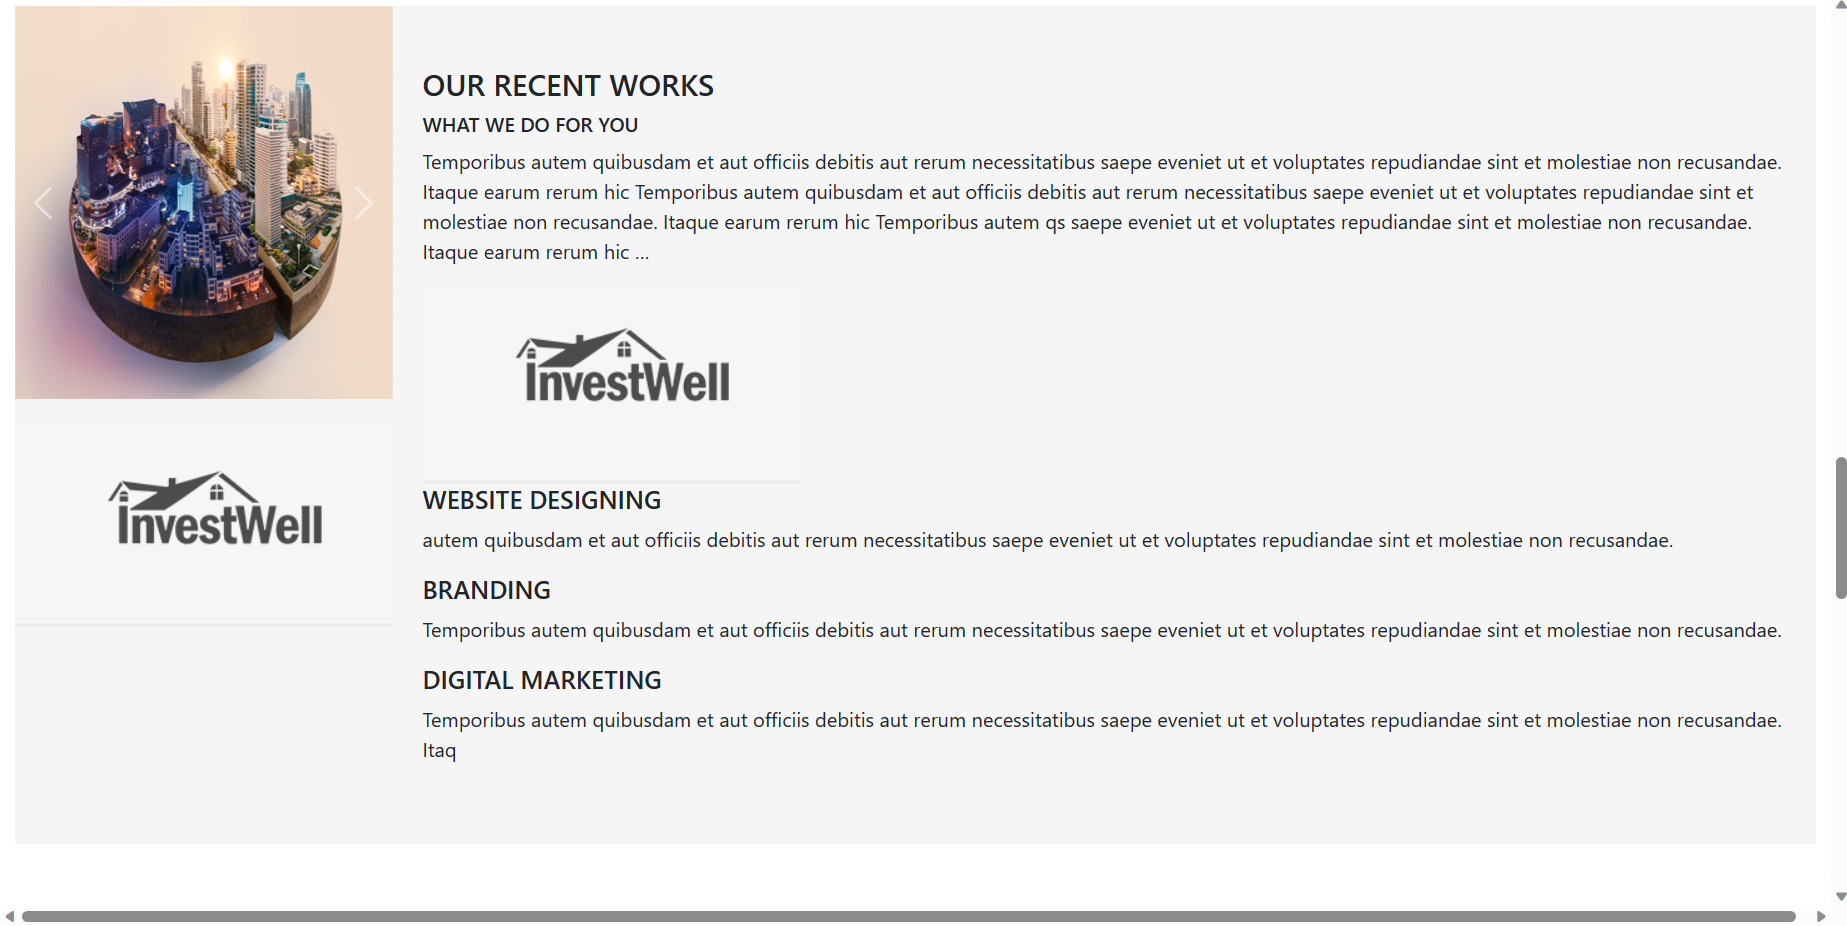 OUR RECENT WORKS
WHAT WE DO FOR YOU
Temporibus autem quibusdam et aut officiis debitis aut rerum necessitatibus saepe eveniet ut et voluptates repudiandae sint et molestiae non recusandae.
Itaque earum rerum hic Temporibus autem quibusdam et aut officiis debitis aut rerum necessitatibus saepe eveniet ut et voluptates repudiandae sint et
molestiae non recusandae. Itaque earum rerum hic Temporibus autem qs saepe eveniet ut et voluptates repudiandae sint et molestiae non recusandae.
Itaque earum rerum hic ...
InvestWell
InvestWell
WEBSITE DESIGNING
autem quibusdam et aut officiis debitis aut rerum necessitatibus saepe eveniet ut et voluptates repudiandae sint et molestiae non recusandae.
BRANDING
Temporibus autem quibusdam et aut officiis debitis aut rerum necessitatibus saepe eveniet ut et voluptates repudiandae sint et molestiae non recusandae.
DIGITAL MARKETING
Temporibus autem quibusdam et aut officiis debitis aut rerum necessitatibus saepe eveniet ut et voluptates repudiandae sint et molestiae non recusandae.
Itaq